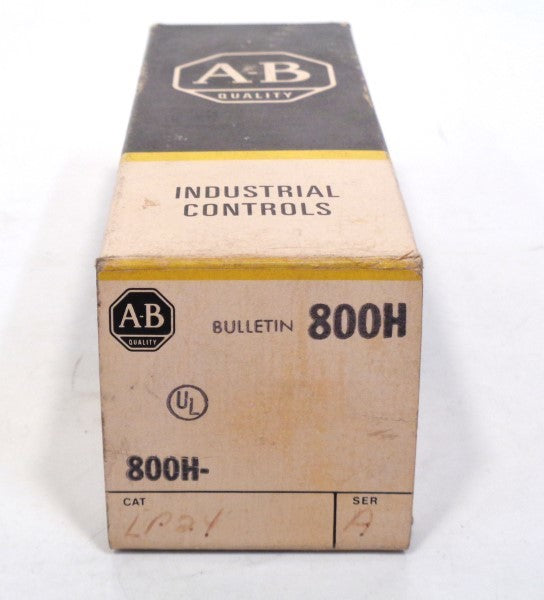 A-B
QUALITY
INDUSTRIAL
CONTROLS
A-B
QUALITY
BULLETIN 800H
UL
800H-
CAT SER
LP24 A